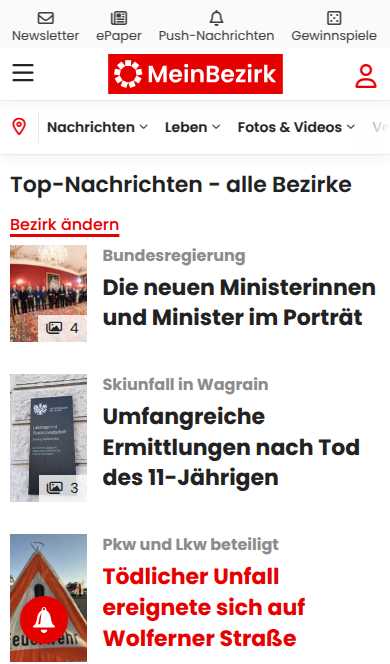 Newsletter
ePaper
Push-Nachrichten
Gewinnspiele
MeinBezirk
Nachrichten
Leben
Fotos & Videos
Top-Nachrichten - alle Bezirke
Bezirk ändern
Bundesregierung
Die neuen Ministerinnen
und Minister im Porträt
4
Skiunfall in Wagrain
Umfangreiche
Ermittlungen nach Tod
des 11-Jährigen
3
Pkw und Lkw beteiligt
Tödlicher Unfall
ereignete sich auf
Wolferner Straße